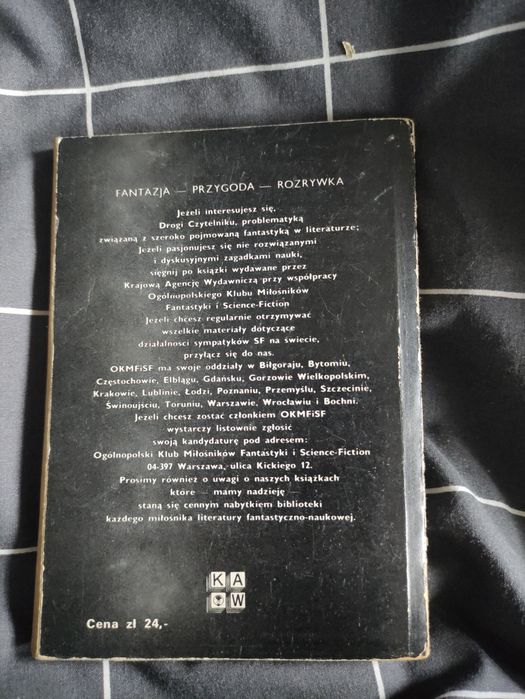 FANTAZJA — PRZYGODA — ROZRYWKA
Jeżeli interesujesz się,
Drogi Czytelniku, problematyką
związaną z szeroko pojmowaną fantastyką w literaturze;
Jeżeli pasjonujesz się nie rozwiązanymi
i dyskusyjnymi zagadkami nauki,
sięgnij po książki wydawane przez
Krajową Agencję Wydawniczą przy współpracy
Ogólnopolskiego Klubu Miłośników
Fantastyki i Science-Fiction
Jeżeli chcesz regularnie otrzymywać
wszelkie materiały dotyczące
działalności sympatyków SF na świecie,
przyłącz się do nas.
OKMFiSF ma swoje oddziały w Biłgoraju, Bytomiu,
Częstochowie, Elblągu, Gdańsku, Gorzowie Wielkopolskim,
Krakowie, Lublinie, Łodzi, Poznaniu, Przemyślu, Szczecinie,
Świnoujściu, Toruniu, Warszawie, Wrocławiu i Bochni.
Jeżeli chcesz zostać członkiem OKMFiSF
wystarczy listownie zgłosić
swoją kandydaturę pod adresem:
Ogólnopolski Klub Miłośników Fantastyki i Science-Fiction
04-397 Warszawa, ulica Kickiego 12.
Prosimy również o uwagi o naszych książkach
które — mamy nadzieję —
staną się cennym nabytkiem biblioteki
każdego miłośnika literatury fantastyczno-naukowej.
K A
W
Cena zł 24,-